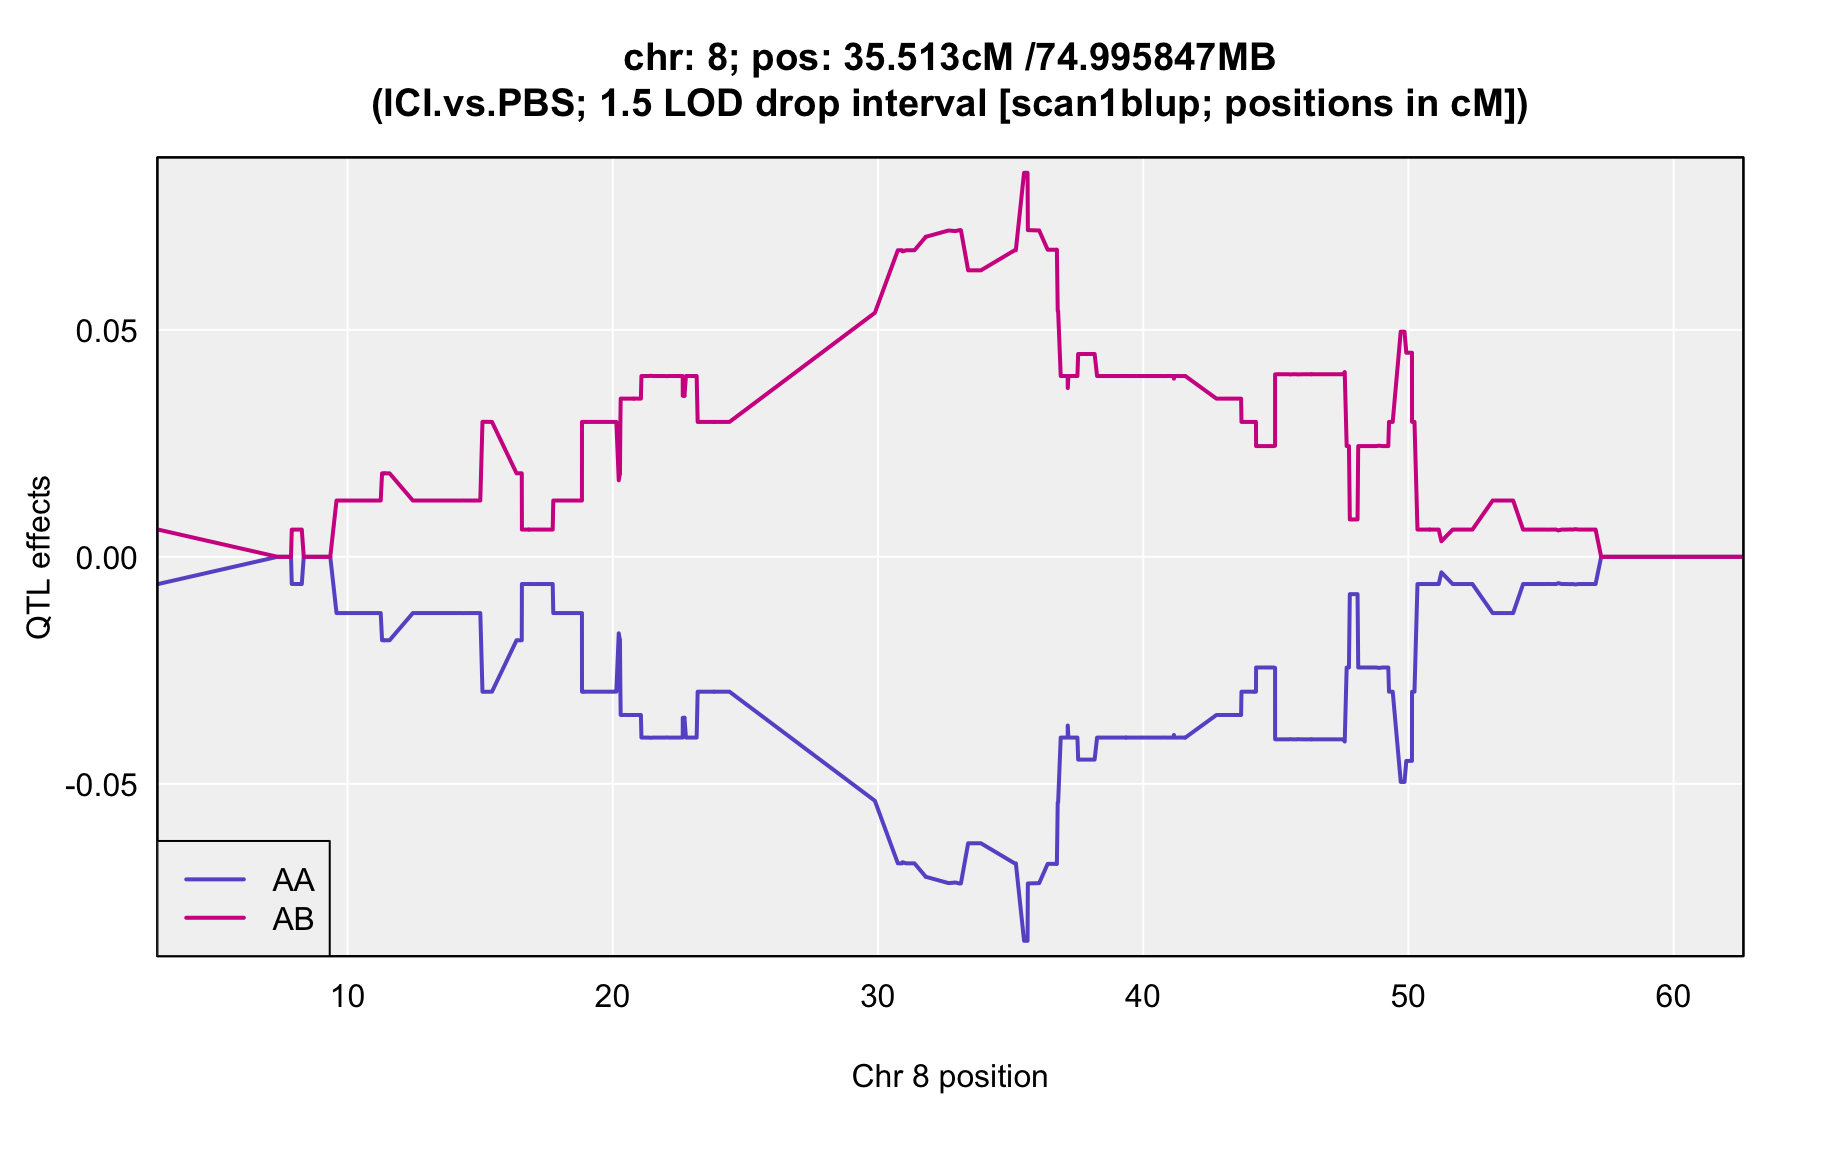 chr: 8; pos: 35.513cM /74.995847MB
(ICI.vs.PBS; 1.5 LOD drop interval [scan1blup; positions in cM])
QTL effects
0.05
0.00
-0.05
AA
AB
10 20 30 40 50 60
Chr 8 position